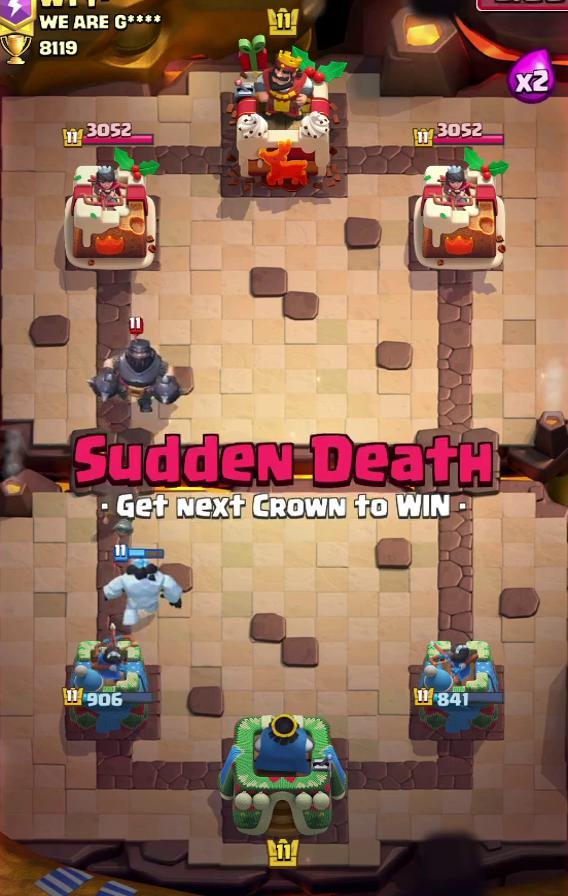 WE ARE G****
8119
11
x2
11 3052
11 3052
11
Sudden Death
· Get next Crown to WIN ·
11
11 906
11 841
11